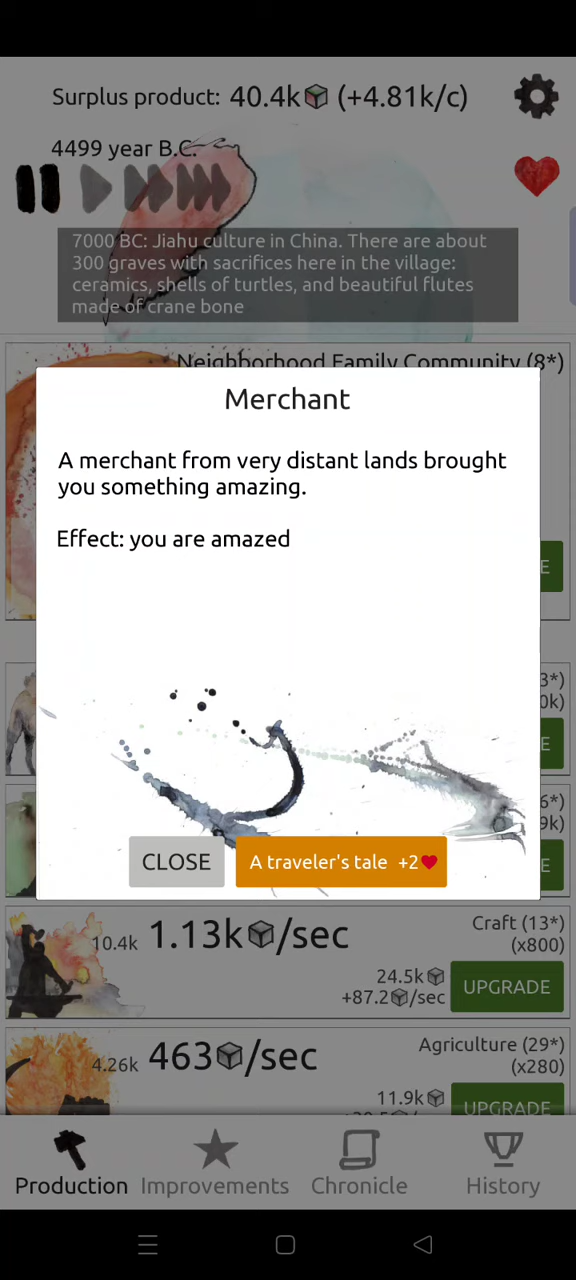 Surplus product: 40.4k (+4.81k/c)
4499 year B.C.
7000 BC: Jiahu culture in China. There are about
300 graves with sacrifices here in the village:
ceramics, shells of turtles, and beautiful flutes
made of crane bone
Neighborhood Family Community (8*)
Merchant
A merchant from very distant lands brought
you something amazing.
Effect: you are amazed
E
3*)
0k)
E
6*)
9k)
E
CLOSE
A traveler's tale +2
10.4k 1.13k/sec
Craft (13*)
(x800)
24.5k
+87.2/sec
UPGRADE
4.26k 463/sec
Agriculture (29*)
(x280)
11.9k
UPGRADE
Production
Improvements
Chronicle
History